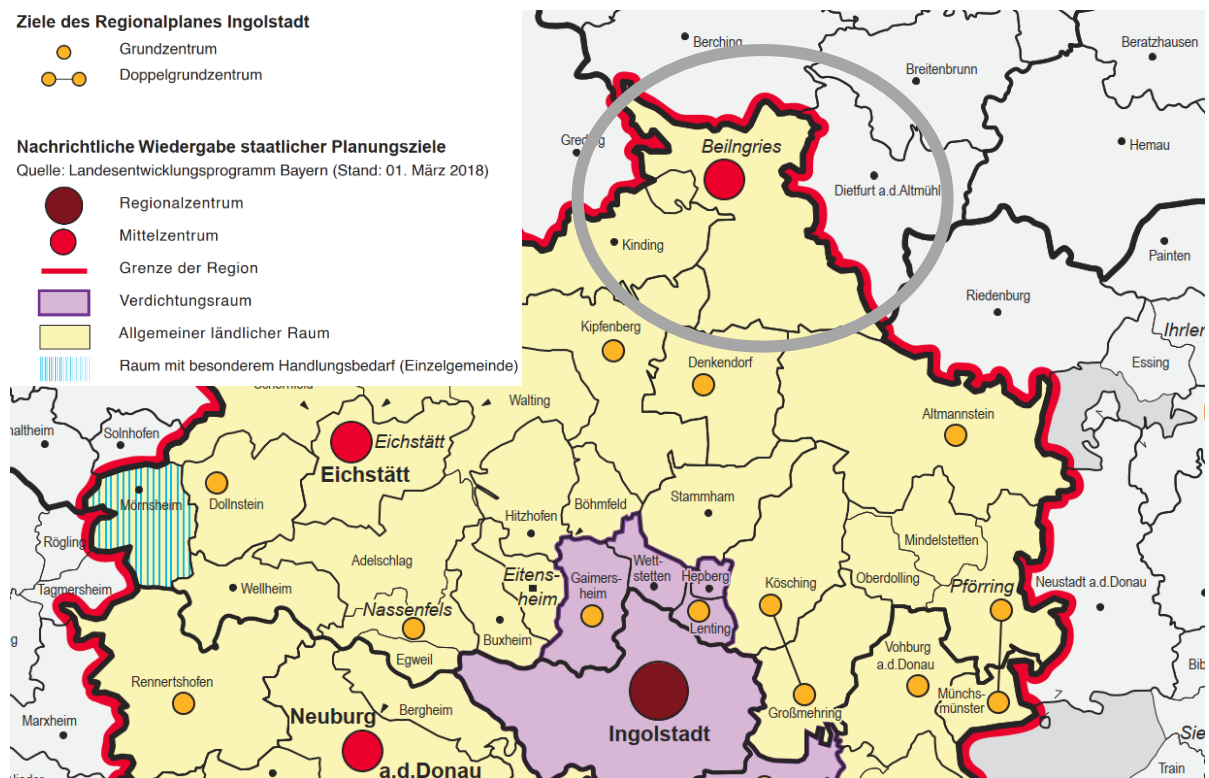 Ziele des Regionalplanes Ingolstadt
Grundzentrum
Doppelgrundzentrum
Nachrichtliche Wiedergabe staatlicher Planungsziele
Quelle: Landesentwicklungsprogramm Bayern (Stand: 01. März 2018)
Regionalzentrum
Mittelzentrum
Grenze der Region
Verdichtungsraum
Allgemeiner ländlicher Raum
Raum mit besonderem Handlungsbedarf (Einzelgemeinde)
Berching
Beratzhausen
Breitenbrunn
Greding
Beilngries
Hemau
Dietfurt a.d.Altmühl
Kinding
Painten
Riedenburg
Kipfenberg
Ihrler
Denkendorf
Essing
Walting
Altmannstein
altheim
Solnhofen
Eichstätt
Eichstätt
Mörnsheim
Dollnstein
Stammham
Böhmfeld
Hitzhofen
Rögling
Mindelstetten
Adelschlag
Wett-
stetten
Hepberg
Gaimers-
heim
Eitens-
heim
Oberdolling
Kösching
Pförring
Neustadt a.d.Donau
Tagmersheim
Wellheim
Nassenfels
Lenting
Buxheim
Egweil
Vohburg
a.d.Donau
Bib
Rennertshofen
Münchs-
münster
Bergheim
Großmehring
Marxheim
Neuburg
a.d.Donau
Ingolstadt
Sie
Train